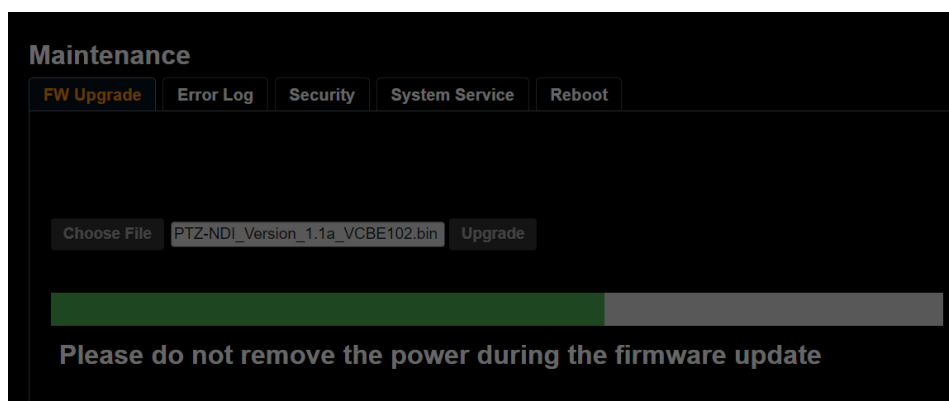 Maintenance
FW Upgrade Error Log Security System Service Reboot
Choose File PTZ-NDI_Version_1.1a_VCBE102.bin Upgrade
Please do not remove the power during the firmware update